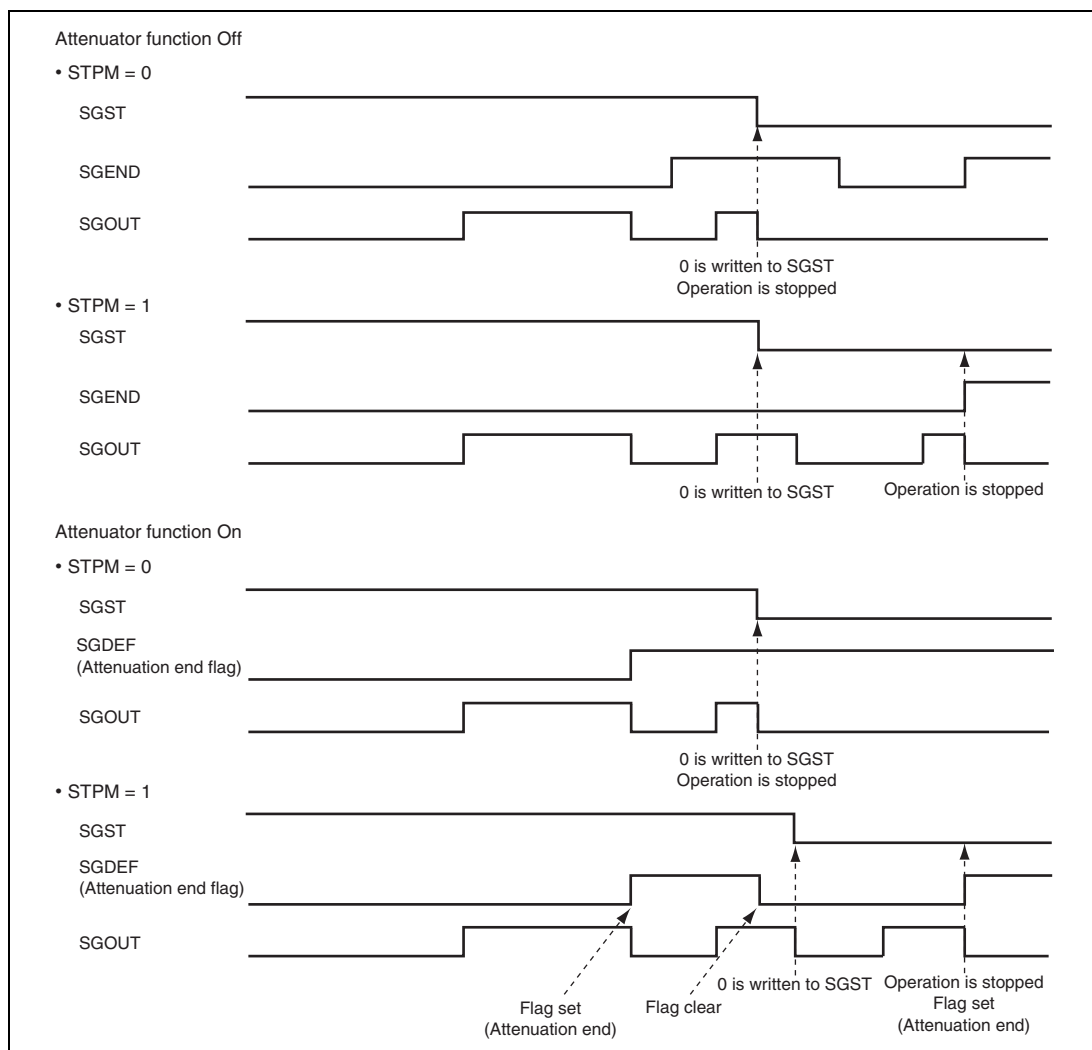 Attenuator function Off
• STPM = 0
SGST
SGEND
SGOUT
0 is written to SGST
Operation is stopped
• STPM = 1
SGST
SGEND
SGOUT
0 is written to SGST
Operation is stopped
Attenuator function On
• STPM = 0
SGST
SGDEF
(Attenuation end flag)
SGOUT
0 is written to SGST
Operation is stopped
• STPM = 1
SGST
SGDEF
(Attenuation end flag)
SGOUT
Flag set
(Attenuation end)
Flag clear
0 is written to SGST
Operation is stopped
Flag set
(Attenuation end)